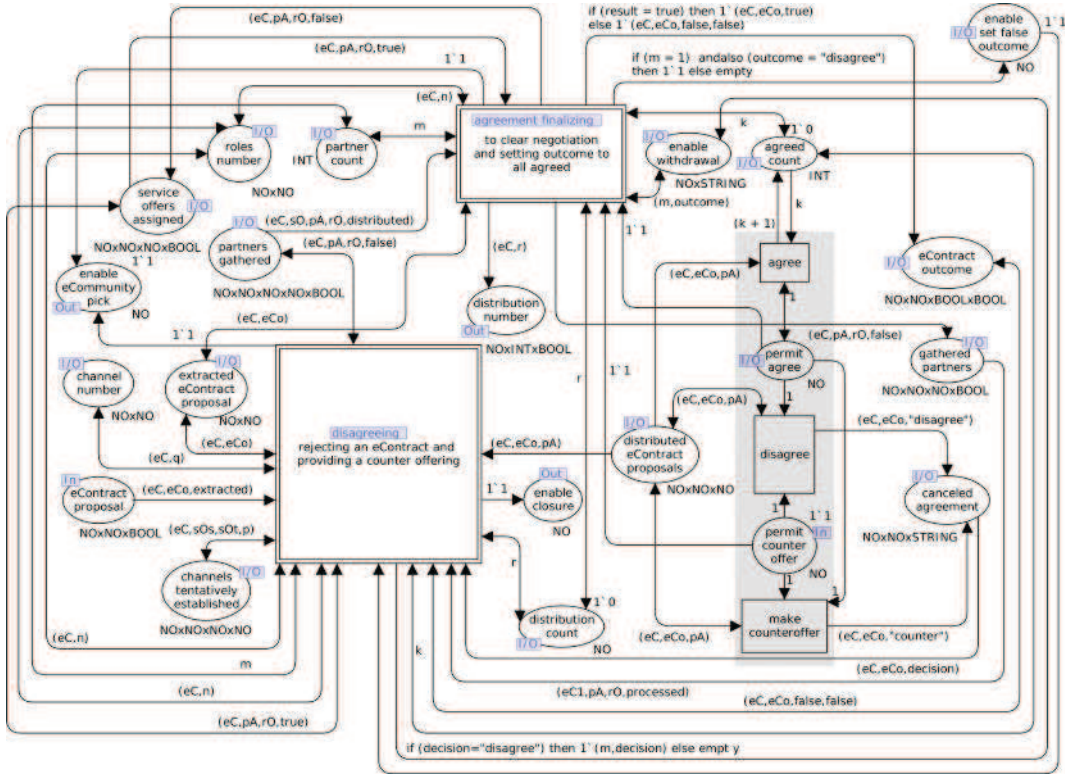 (eC,pA,rO,false)
if (result = true) then 1`(eC,eCo,true)
else 1`(eC,eCo,false,false)
enable
set false
outcome
I/O
1`1
NO
(eC,pA,rO,true)
1`1
if (m = 1) andalso (outcome = "disagree")
then 1`1 else empty
(eC,n)
I/O
roles
number
NOxNO
I/O
partner
count
INT
m
agreement finalizing
to clear negotiation
and setting outcome to
all agreed
I/O
enable
withdrawal
NOxSTRING
k
1`0
agreed
count
I/O
INT
service
offers
assigned
I/O
NOxNOxNOxBOOL
(eC,sO,pA,rO,distributed)
I/O
partners
gathered
NOxNOxNOxNOxBOOL
(eC,pA,rO,false)
(m,outcome)
(k + 1)
k
1`1
(eC,r)
1`1
enable
eCommunity
pick
Out
NO
agree
(eC,eCo,pA)
I/O
eContract
outcome
NOxNOxBOOLxBOOL
distribution
number
Out
NOxINTxBOOL
1
(eC,eCo)
1`1
(eC,pA,rO,false)
I/O
channel
number
NOxNO
I/O
extracted
eContract
proposal
NOxNO
permit
agree
I/O
NO
I/O
gathered
partners
NOxNOxNOxBOOL
r
1`1
1
(eC,eCo,pA)
(eC,eCo,"disagree")
disagreeing
rejecting an eContract and
providing a counter offering
(eC,eCo)
(eC,q)
(eC,eCo,pA)
I/O
distributed
eContract
proposals
NOxNOxNO
disagree
In
eContract
proposal
NOxNOxBOOL
(eC,eCo,extracted)
1`1
Out
enable
closure
NO
I/O
canceled
agreement
NOxNOxSTRING
1
1`1
permit
counter
offer
In
NO
(eC,sOs,sOt,p)
I/O
channels
tentatively
established
NOxNOxNOxNO
r
1
1
1`0
distribution
count
I/O
NO
(eC,eCo,pA)
make
counteroffer
(eC,eCo,"counter")
(eC,n)
m
k
(eC,eCo,decision)
(eC,n)
(eC1,pA,rO,processed)
(eC,eCo,false,false)
(eC,pA,rO,true)
if (decision="disagree") then 1`(m,decision) else empt y